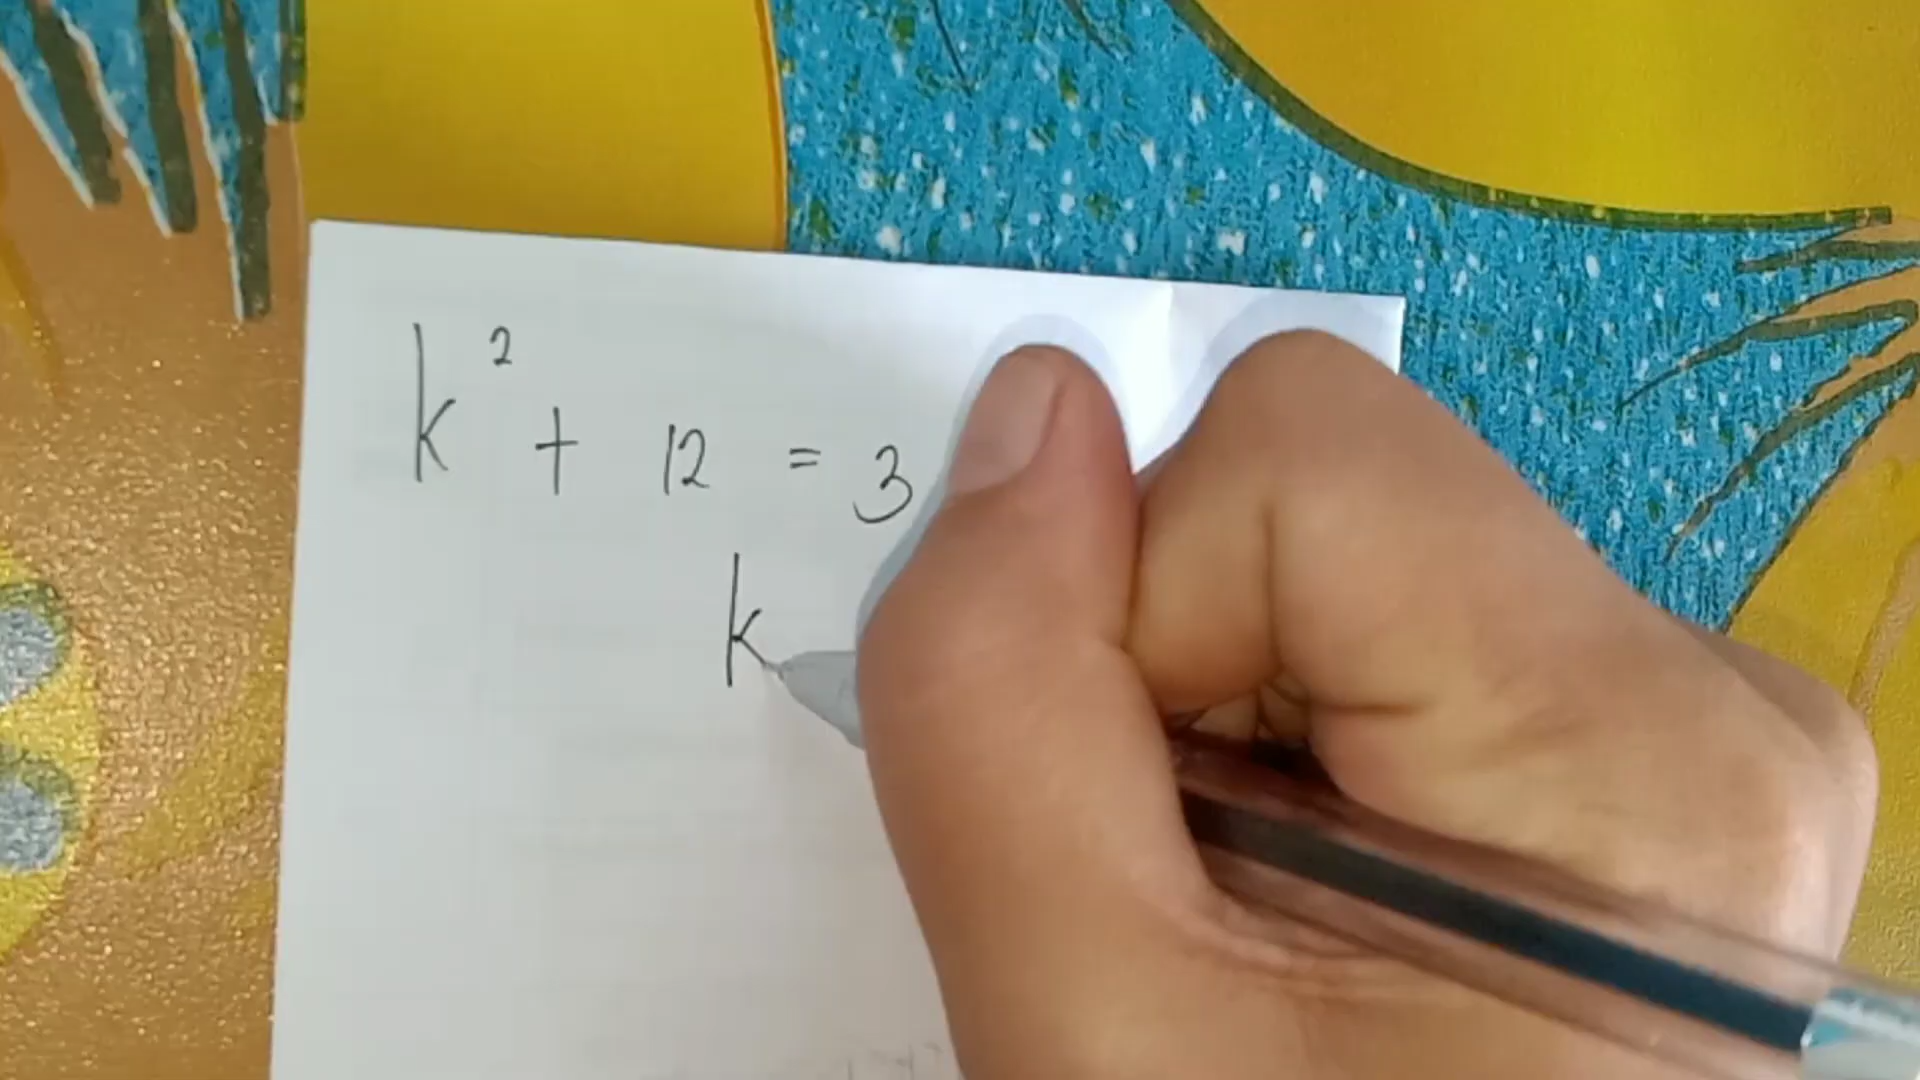 k² + 12 = 3
k